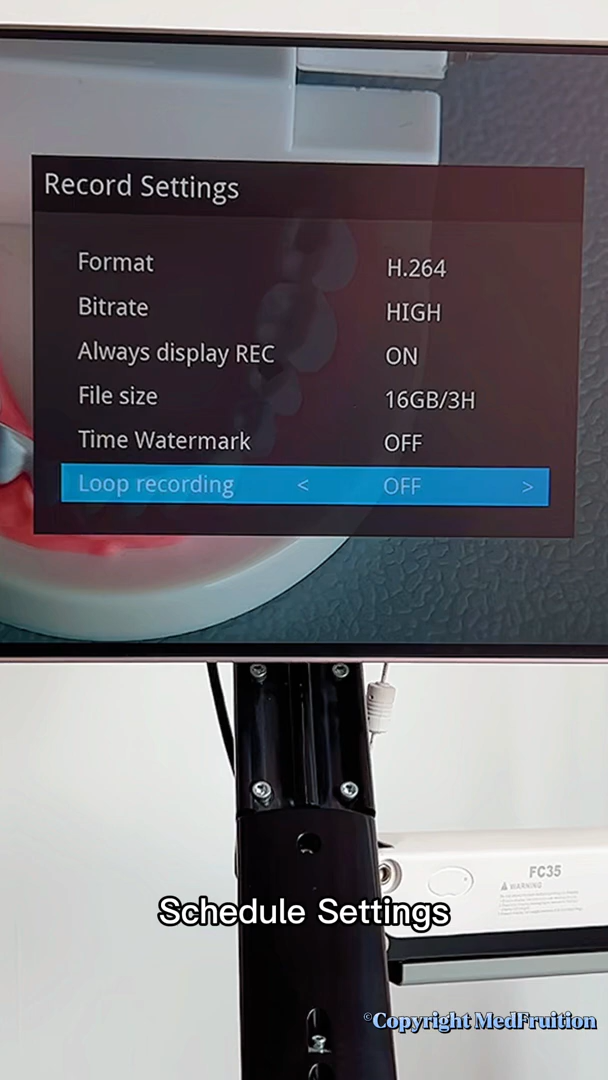 Record Settings
Format H.264
Bitrate HIGH
Always display REC ON
File size 16GB/3H
Time Watermark OFF
Loop recording < OFF >
FC35
WARNING
Schedule Settings
©Copyright MedFruition